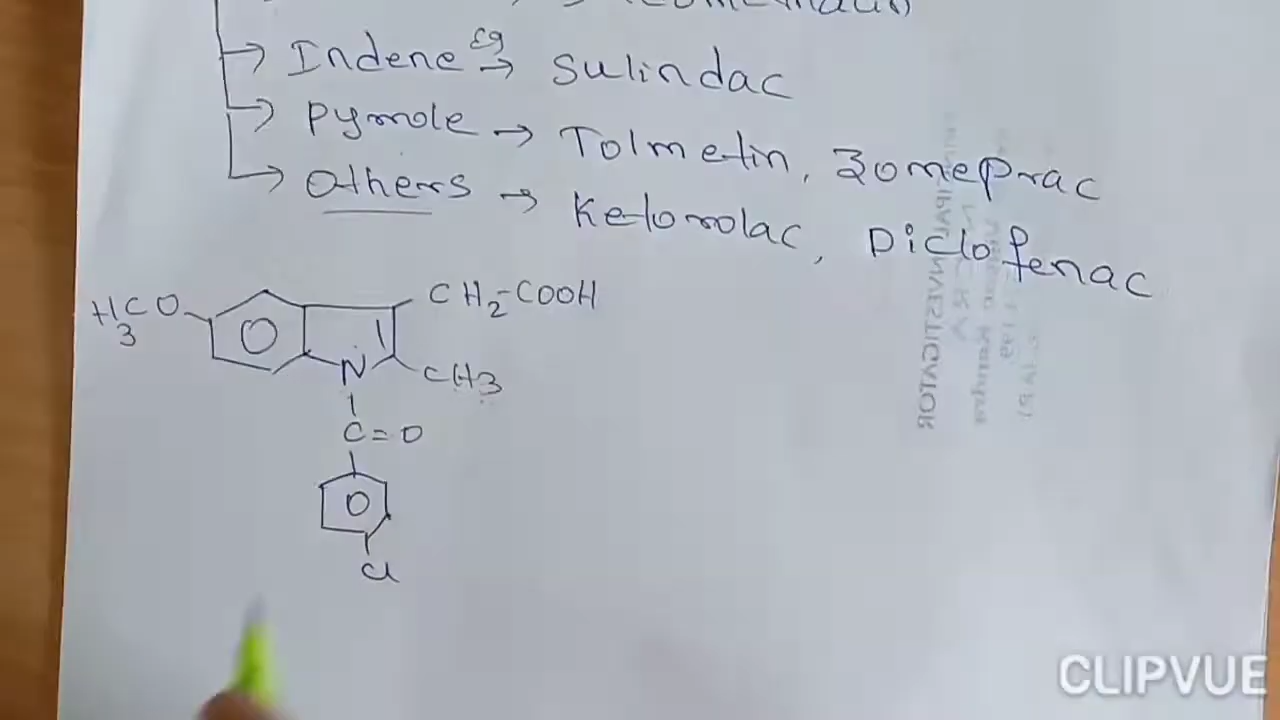 Indene Eg → Sulindac
Pyrrole → Tolmetin, Zomeprac
Others → Ketorolac, Diclofenac
H3CO
CH2-COOH
N
CH3
C=O
Cl
CLIPVUE